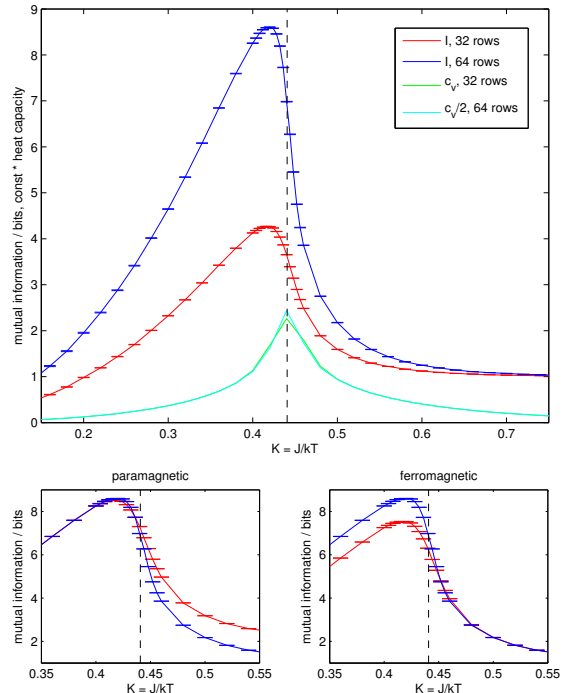 9
8
7
6
5
4
3
2
1
0
mutual information / bits, const * heat capacity
I, 32 rows
I, 64 rows
c_v, 32 rows
c_v/2, 64 rows
0.2 0.3 0.4 0.5 0.6 0.7
K = J/kT
paramagnetic
8
6
4
2
mutual information / bits
0.35 0.4 0.45 0.5 0.55
K = J/kT
ferromagnetic
8
6
4
2
mutual information / bits
0.35 0.4 0.45 0.5 0.55
K = J/kT